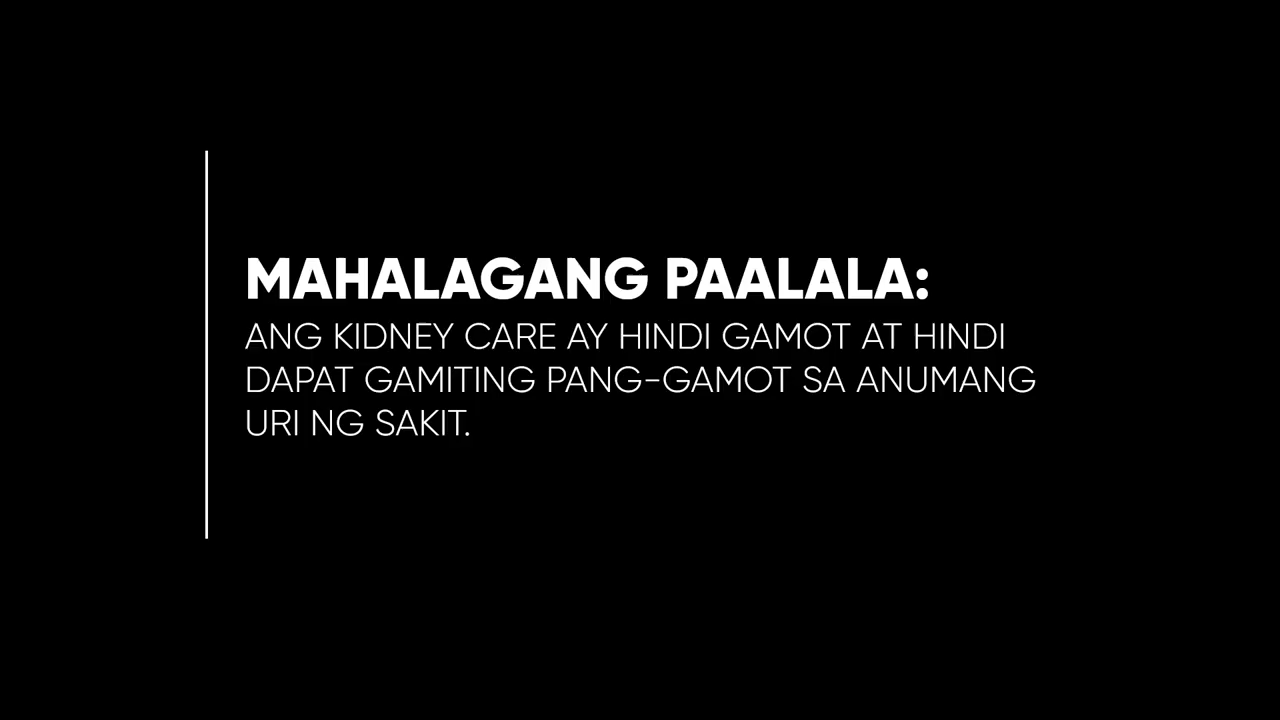 MAHALAGANG PAALALA:
ANG KIDNEY CARE AY HINDI GAMOT AT HINDI
DAPAT GAMITING PANG-GAMOT SA ANUMANG
URI NG SAKIT.